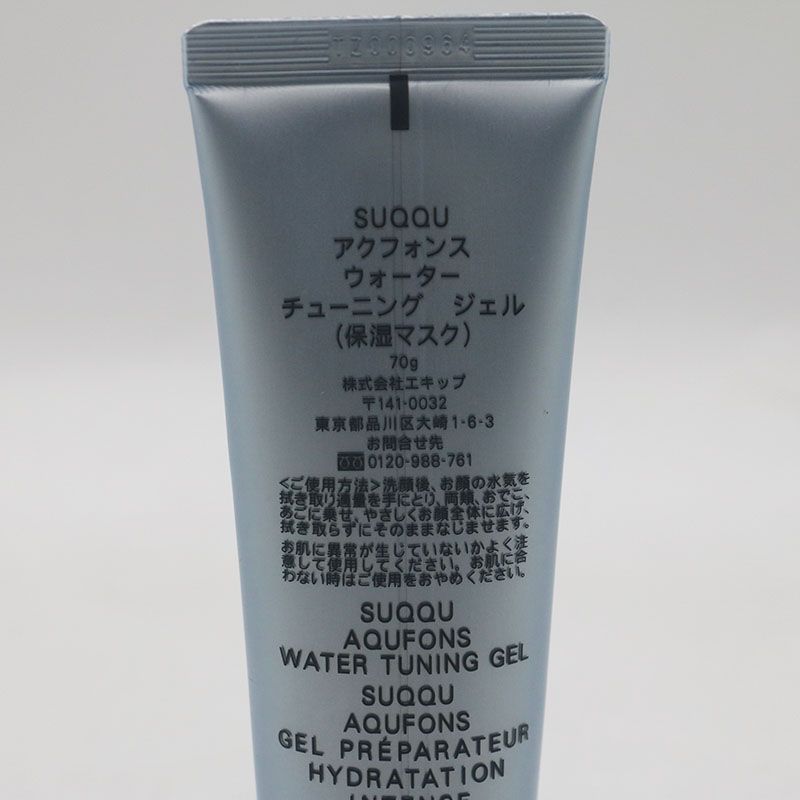 TZ000964
SUQQU
アクフォンス
ウォーター
チューニング ジェル
(保湿マスク)
70g
株式会社エキップ
〒141-0032
東京都品川区大崎1-6-3
お問合せ先
0120-988-761
<ご使用方法>洗顔後、お顔の水気を
拭き取り適量を手にとり、両頬、おでこ、
あごに乗せ、やさしくお顔全体に広げ、
拭き取らずにそのままなじませます。
お肌に異常が生じていないかよく注
意して使用してください。お肌に合
わない時はご使用をおやめください。
SUQQU
AQUFONS
WATER TUNING GEL
SUQQU
AQUFONS
GEL PRÉPARATEUR
HYDRATATION
INTENSE